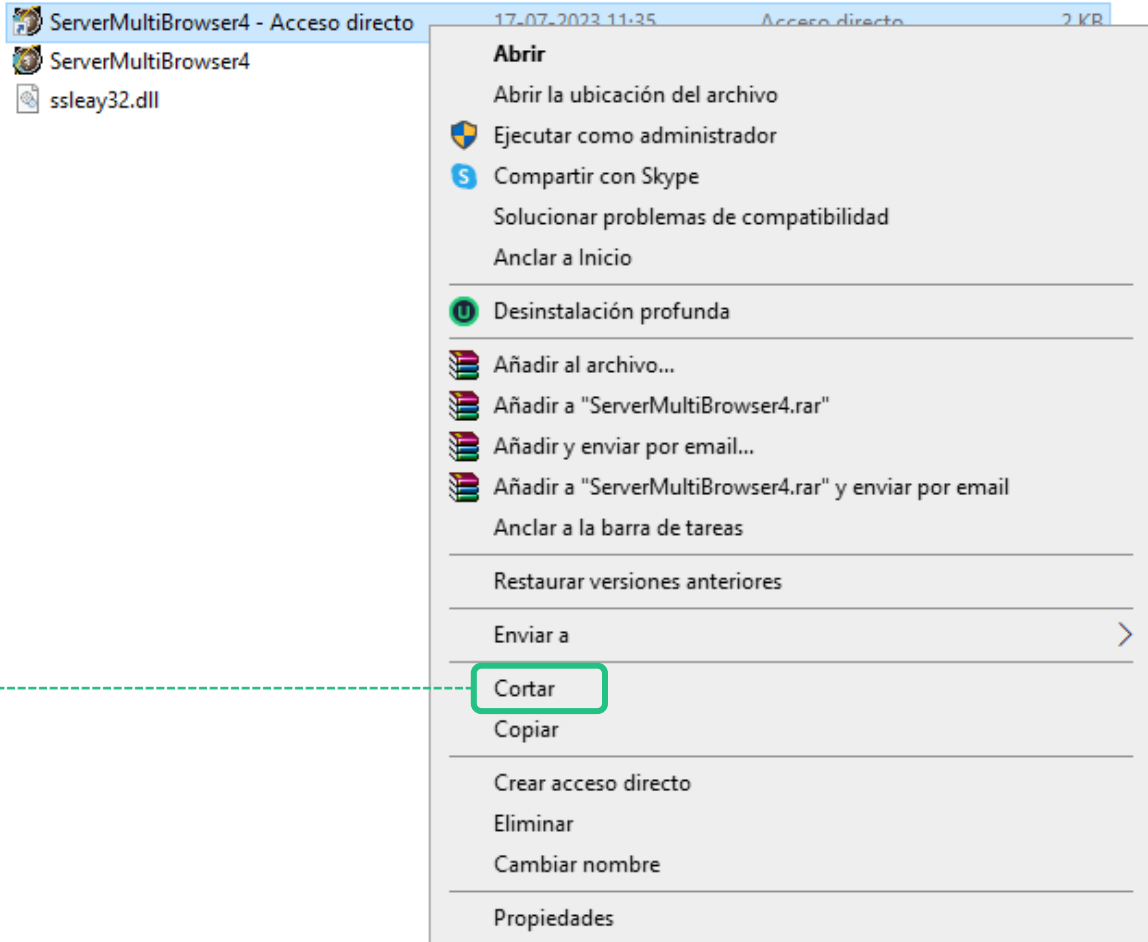 ServerMultiBrowser4 - Acceso directo 17-07-2023 11:35 Acceso directo 2 KB
ServerMultiBrowser4
ssleay32.dll
Abrir
Abrir la ubicación del archivo
Ejecutar como administrador
Compartir con Skype
Solucionar problemas de compatibilidad
Anclar a Inicio
Desinstalación profunda
Añadir al archivo...
Añadir a "ServerMultiBrowser4.rar"
Añadir y enviar por email...
Añadir a "ServerMultiBrowser4.rar" y enviar por email
Anclar a la barra de tareas
Restaurar versiones anteriores
Enviar a
Cortar
Copiar
Crear acceso directo
Eliminar
Cambiar nombre
Propiedades